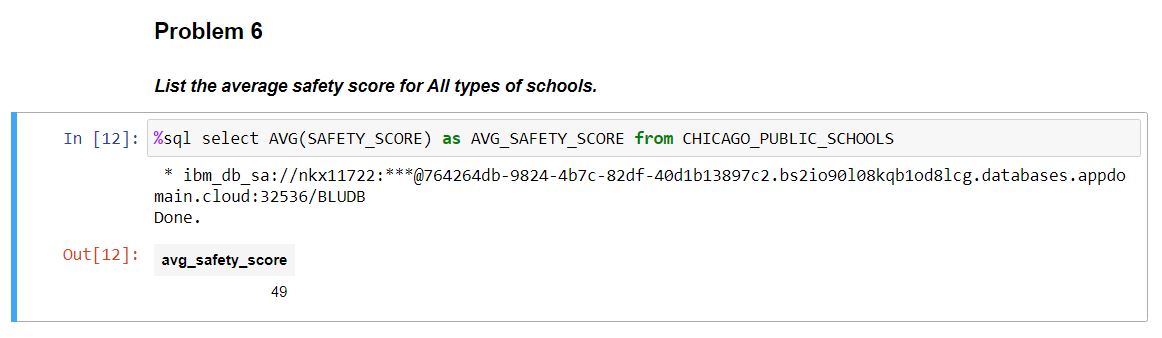 Problem 6
List the average safety score for All types of schools.
In [12]: %sql select AVG(SAFETY_SCORE) as AVG_SAFETY_SCORE from CHICAGO_PUBLIC_SCHOOLS
* ibm_db_sa://nkx11722:***@764264db-9824-4b7c-82df-40d1b13897c2.bs2io90l08kqb1od8lcg.databases.appdo
main.cloud:32536/BLUDB
Done.
Out[12]: avg_safety_score
49